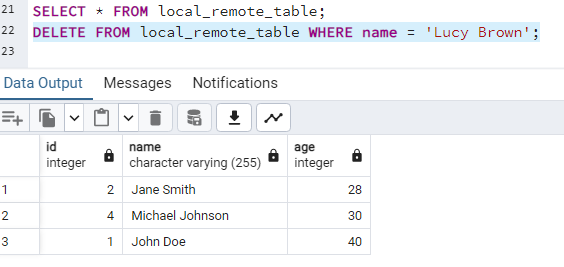 21 SELECT * FROM local_remote_table;
22 DELETE FROM local_remote_table WHERE name = 'Lucy Brown';
23
Data Output Messages Notifications
id name age
integer character varying (255) integer
1 2 Jane Smith 28
2 4 Michael Johnson 30
3 1 John Doe 40